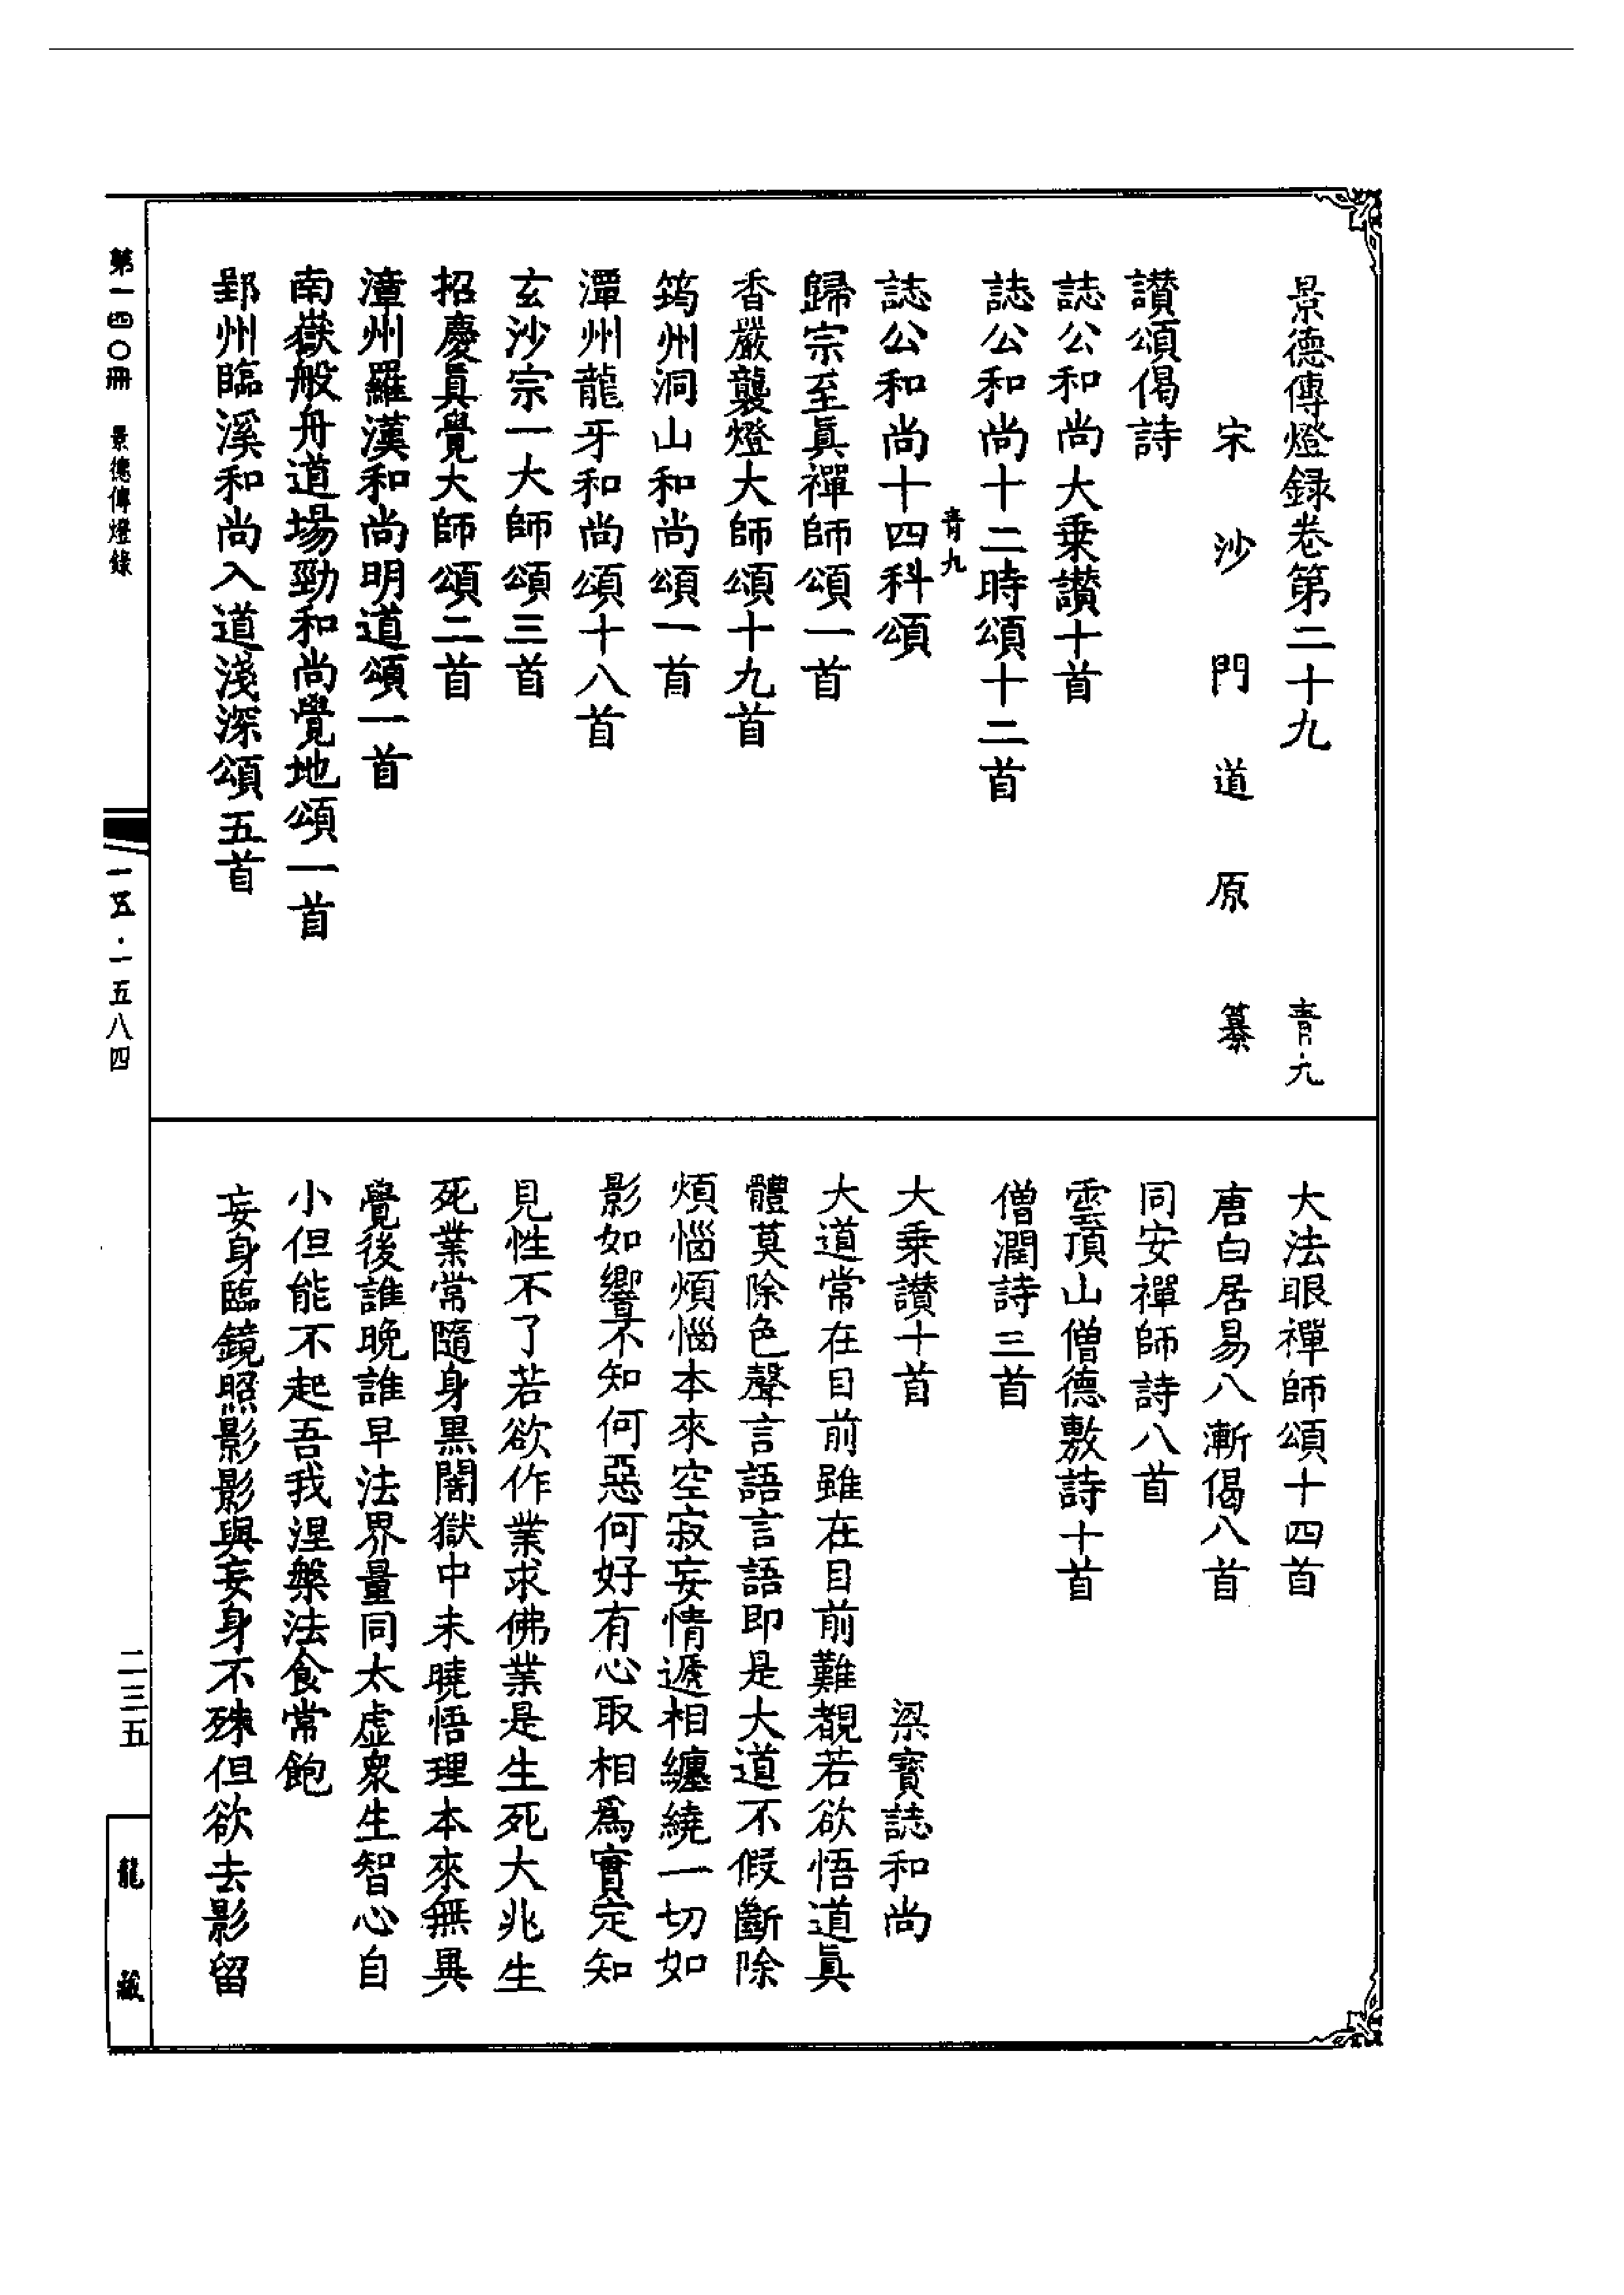 景德傳燈録卷第二十九　青九
宋沙門道原纂
讃頌偈詩
誌公和尚大乗讃十首
誌公和尚十二時頌十二首
青九
誌公和尚十四科頌
歸宗至眞禪師頌一首
香嚴襲燈大師頌十九首
筠州洞山和尚頌一首
潭州龍牙和尚頌十八首
玄沙宗一大師頌三首
招慶眞覺大師頌二首
漳州羅漢和尚明道頌一首
南嶽般舟道場勁和尚覺地頌一首
郢州臨溪和尚入道淺深頌五首
大法眼禪師頌十四首
唐白居易八漸偈八首
同安禪師詩八首
雲頂山僧德敷詩十首
僧潤詩三首
大乗讃十首　梁寳誌和尚
大道常在目前雖在目前難覩若欲悟道眞
體莫除色聲言語言語即是大道不假斷除
煩惱煩惱本來空寂妄情遞相纏繞一切如
影如響不知何惡何好有心取相爲實定知
見性不了若欲作業求佛業是生死大兆生
死業常隨身黒闇獄中未曉悟理本來無異
覺後誰晚誰早法界量同太虚衆生智心自
小但能不起吾我涅槃法食常飽
妄身臨鏡照影影與妄身不殊但欲去影留
第一四〇冊　景德傳燈錄
一五五·一五八四
二三五
龍藏